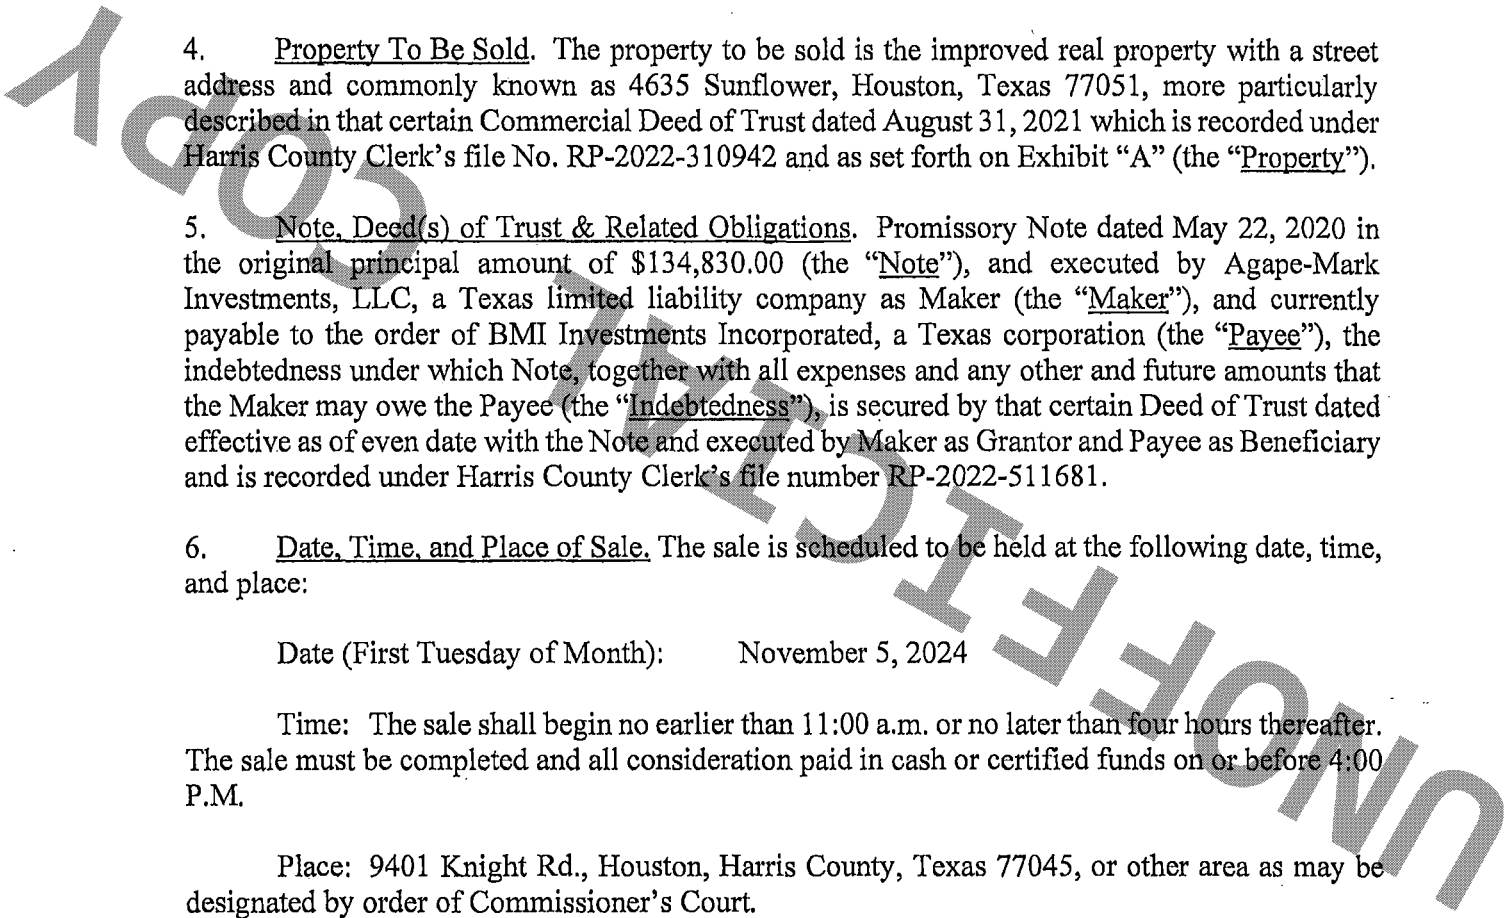 4. Property To Be Sold. The property to be sold is the improved real property with a street
address and commonly known as 4635 Sunflower, Houston, Texas 77051, more particularly
described in that certain Commercial Deed of Trust dated August 31, 2021 which is recorded under
Harris County Clerk's file No. RP-2022-310942 and as set forth on Exhibit “A” (the “Property”).
5. Note, Deed(s) of Trust & Related Obligations. Promissory Note dated May 22, 2020 in
the original principal amount of $134,830.00 (the “Note”), and executed by Agape-Mark
Investments, LLC, a Texas limited liability company as Maker (the “Maker”), and currently
payable to the order of BMI Investments Incorporated, a Texas corporation (the “Payee”), the
indebtedness under which Note, together with all expenses and any other and future amounts that
the Maker may owe the Payee (the “Indebtedness”), is secured by that certain Deed of Trust dated
effective as of even date with the Note and executed by Maker as Grantor and Payee as Beneficiary
and is recorded under Harris County Clerk's file number RP-2022-511681.
6. Date, Time, and Place of Sale. The sale is scheduled to be held at the following date, time,
and place:
Date (First Tuesday of Month): November 5, 2024
Time: The sale shall begin no earlier than 11:00 a.m. or no later than four hours thereafter.
The sale must be completed and all consideration paid in cash or certified funds on or before 4:00
P.M.
Place: 9401 Knight Rd., Houston, Harris County, Texas 77045, or other area as may be
designated by order of Commissioner's Court.
UNOFFICIAL COPY